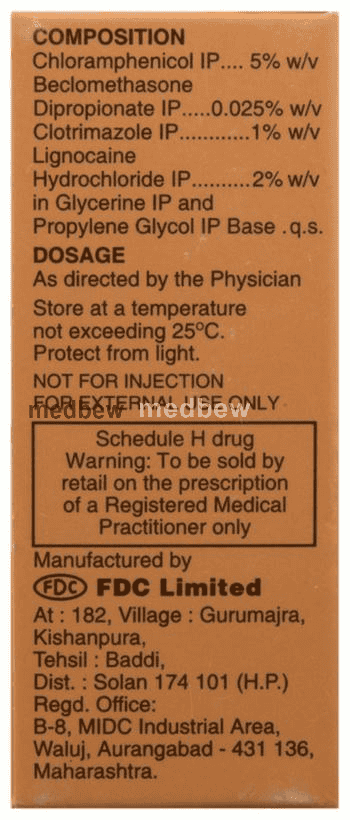 COMPOSITION
Chloramphenicol IP.... 5% w/v
Beclomethasone
Dipropionate IP.....0.025% w/v
Clotrimazole IP............1% w/v
Lignocaine
Hydrochloride IP..........2% w/v
in Glycerine IP and
Propylene Glycol IP Base .q.s.
DOSAGE
As directed by the Physician
Store at a temperature
not exceeding 25ºC.
Protect from light.
NOT FOR INJECTION
FOR EXTERNAL USE ONLY
medbew medbew
Schedule H drug
Warning: To be sold by
retail on the prescription
of a Registered Medical
Practitioner only
Manufactured by
FDC FDC Limited
At : 182, Village : Gurumajra,
Kishanpura,
Tehsil : Baddi,
Dist. : Solan 174 101 (H.P.)
Regd. Office:
B-8, MIDC Industrial Area,
Waluj, Aurangabad - 431 136,
Maharashtra.